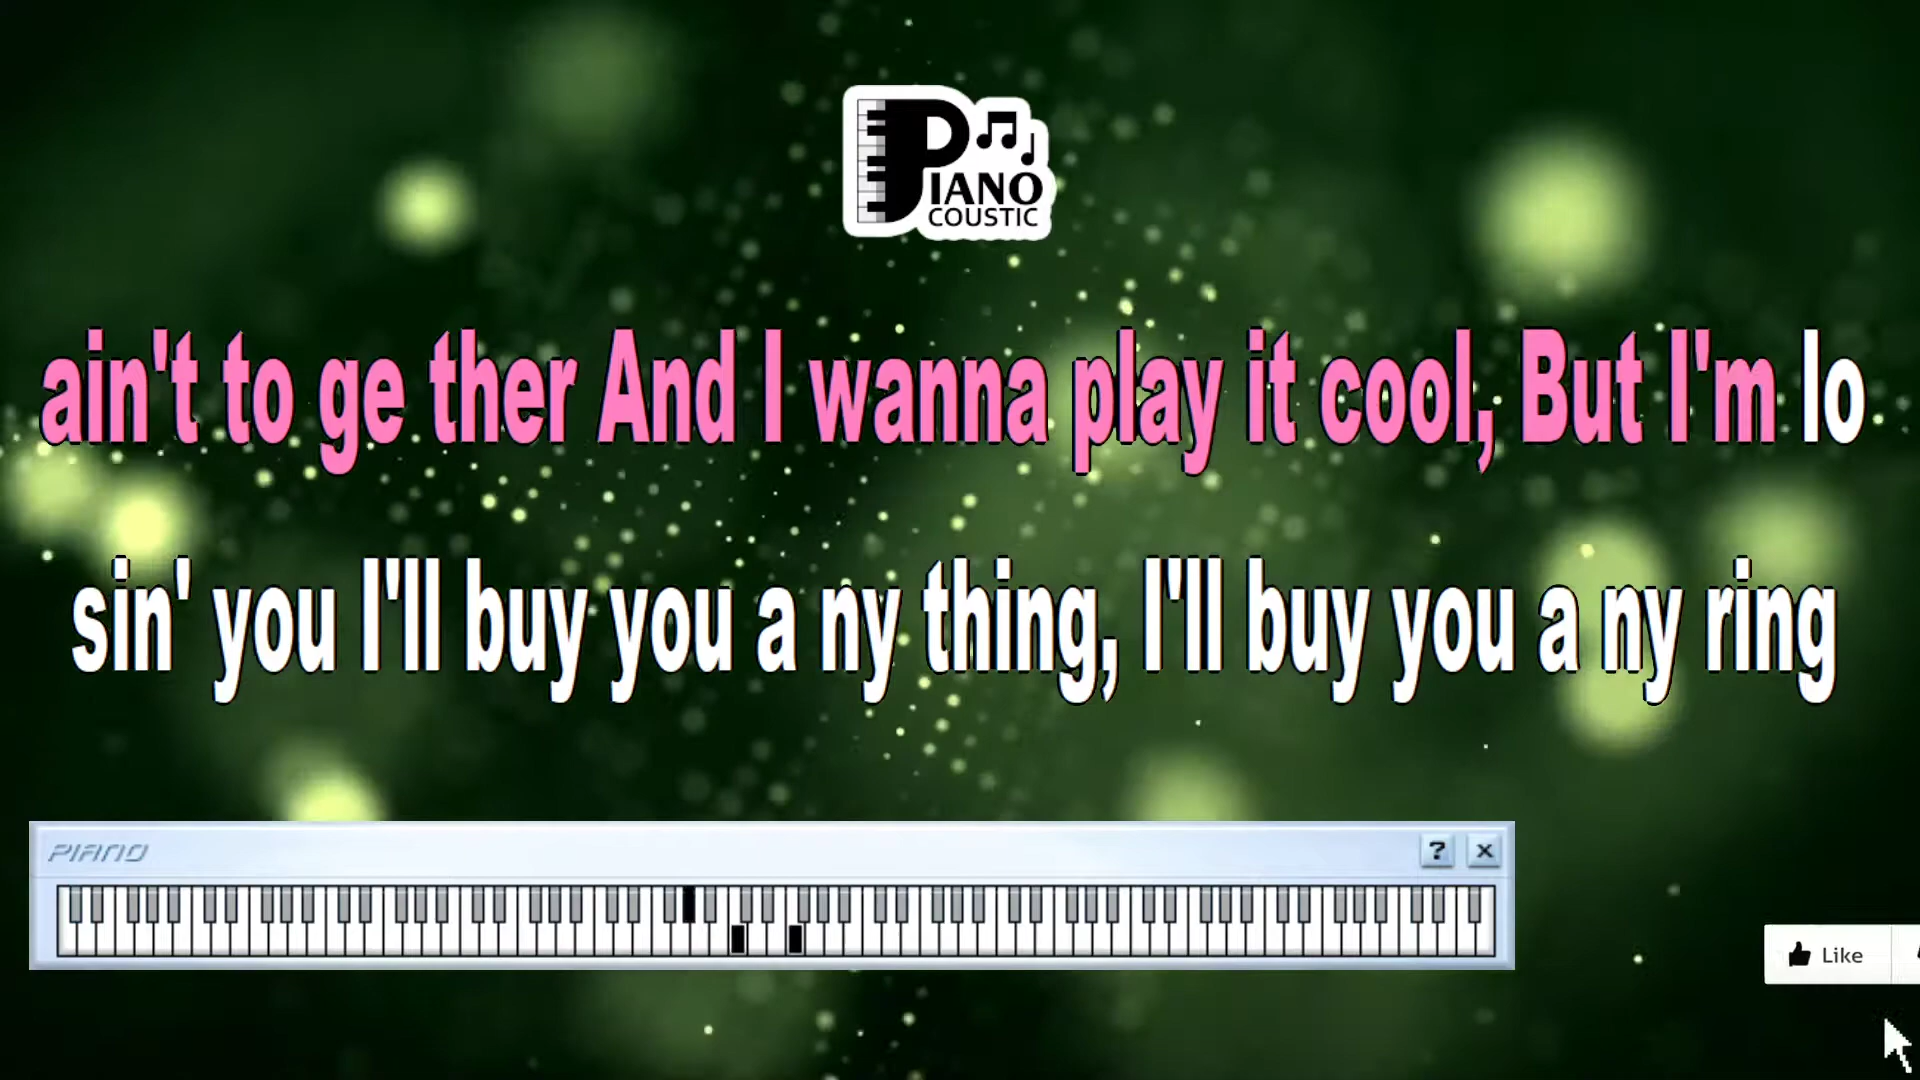 PIANO
COUSTIC
ain't to ge ther And I wanna play it cool, But I'm lo
sin' you I'll buy you a ny thing, I'll buy you a ny ring
PIANO
?
Like